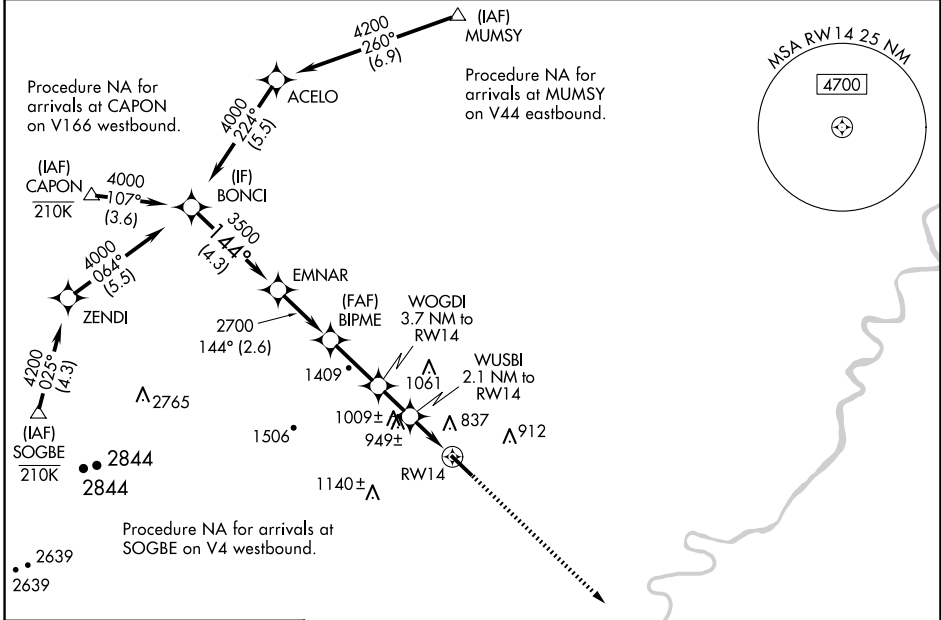 (IAF)
MUMSY
4200
260°
(6.9)
MSA RW14 25 NM
4700
Procedure NA for
arrivals at CAPON
on V166 westbound.
ACELO
Procedure NA for
arrivals at MUMSY
on V44 eastbound.
4000
224°
(5.5)
(IAF)
CAPON
210K
4000
107°
(3.6)
(IF)
BONCI
3500
144°
(4.3)
4000
064°
(5.5)
ZENDI
EMNAR
2700
144° (2.6)
(FAF)
BIPME
WOGDI
3.7 NM to
RW14
4200
025°
(4.3)
1409
1061
WUSBI
2.1 NM to
RW14
2765
(IAF)
SOGBE
210K
1009±
949±
837
912
1506
2844
2844
RW14
1140±
Procedure NA for arrivals at
SOGBE on V4 westbound.
2639
2639